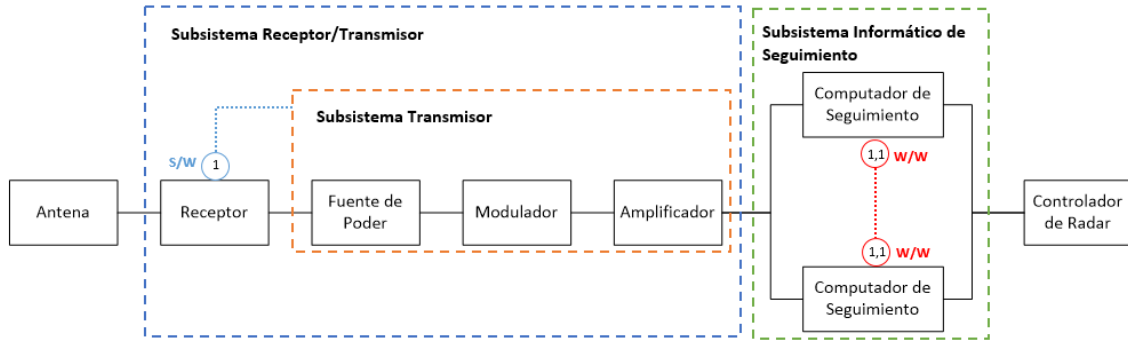 Subsistema Receptor/Transmisor
Subsistema Informático de
Seguimiento
Computador de
Seguimiento
Subsistema Transmisor
S/W
1
1,1
W/W
Antena
Receptor
Fuente de
Poder
Modulador
Amplificador
Controlador
de Radar
1,1
W/W
Computador de
Seguimiento